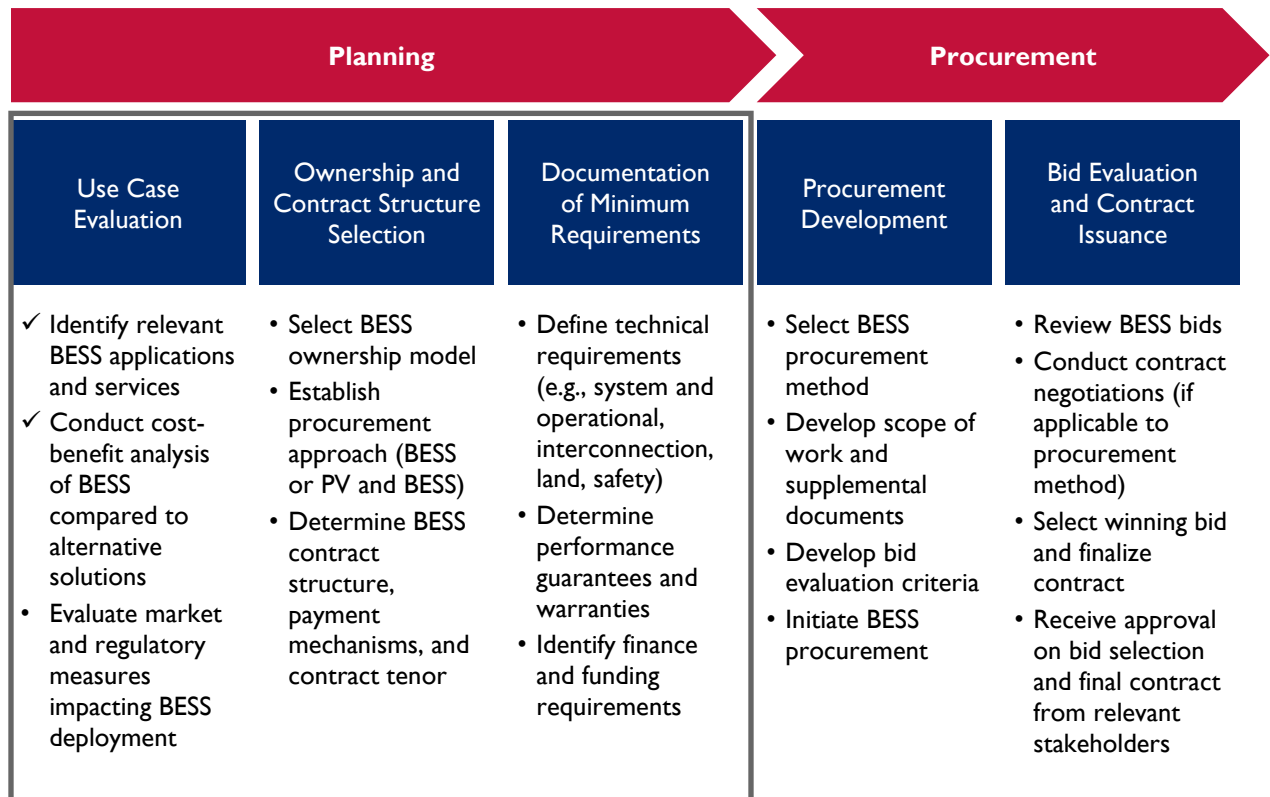 Planning
Procurement
Use Case
Evaluation
Ownership and
Contract Structure
Selection
Documentation
of Minimum
Requirements
Procurement
Development
Bid Evaluation
and Contract
Issuance
✓ Identify relevant
BESS applications
and services
✓ Conduct cost-
benefit analysis
of BESS
compared to
alternative
solutions
• Evaluate market
and regulatory
measures
impacting BESS
deployment
• Select BESS
ownership model
• Establish
procurement
approach (BESS
or PV and BESS)
• Determine BESS
contract
structure,
payment
mechanisms, and
contract tenor
• Define technical
requirements
(e.g., system and
operational,
interconnection,
land, safety)
• Determine
performance
guarantees and
warranties
• Identify finance
and funding
requirements
• Select BESS
procurement
method
• Develop scope of
work and
supplemental
documents
• Develop bid
evaluation criteria
• Initiate BESS
procurement
• Review BESS bids
• Conduct contract
negotiations (if
applicable to
procurement
method)
• Select winning bid
and finalize
contract
• Receive approval
on bid selection
and final contract
from relevant
stakeholders